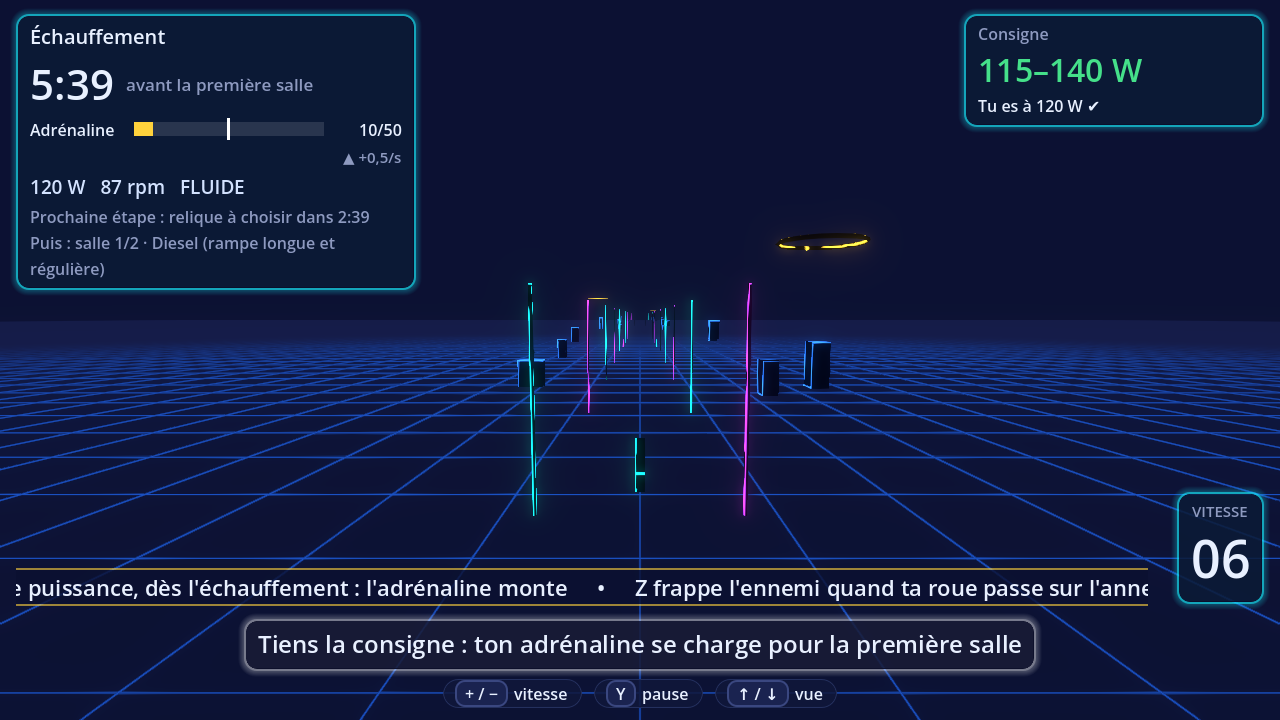 Échauffement
5:39 avant la première salle
Adrénaline 10/50
▲ +0,5/s
120 W 87 rpm FLUIDE
Prochaine étape : relique à choisir dans 2:39
Puis : salle 1/2 · Diesel (rampe longue et
régulière)
Consigne
115–140 W
Tu es à 120 W ✔
VITESSE
06
puissance, dès l'échauffement : l'adrénaline monte • Z frappe l'ennemi quand ta roue passe sur
Tiens la consigne : ton adrénaline se charge pour la première salle
+ / − vitesse Y pause ↑ / ↓ vue